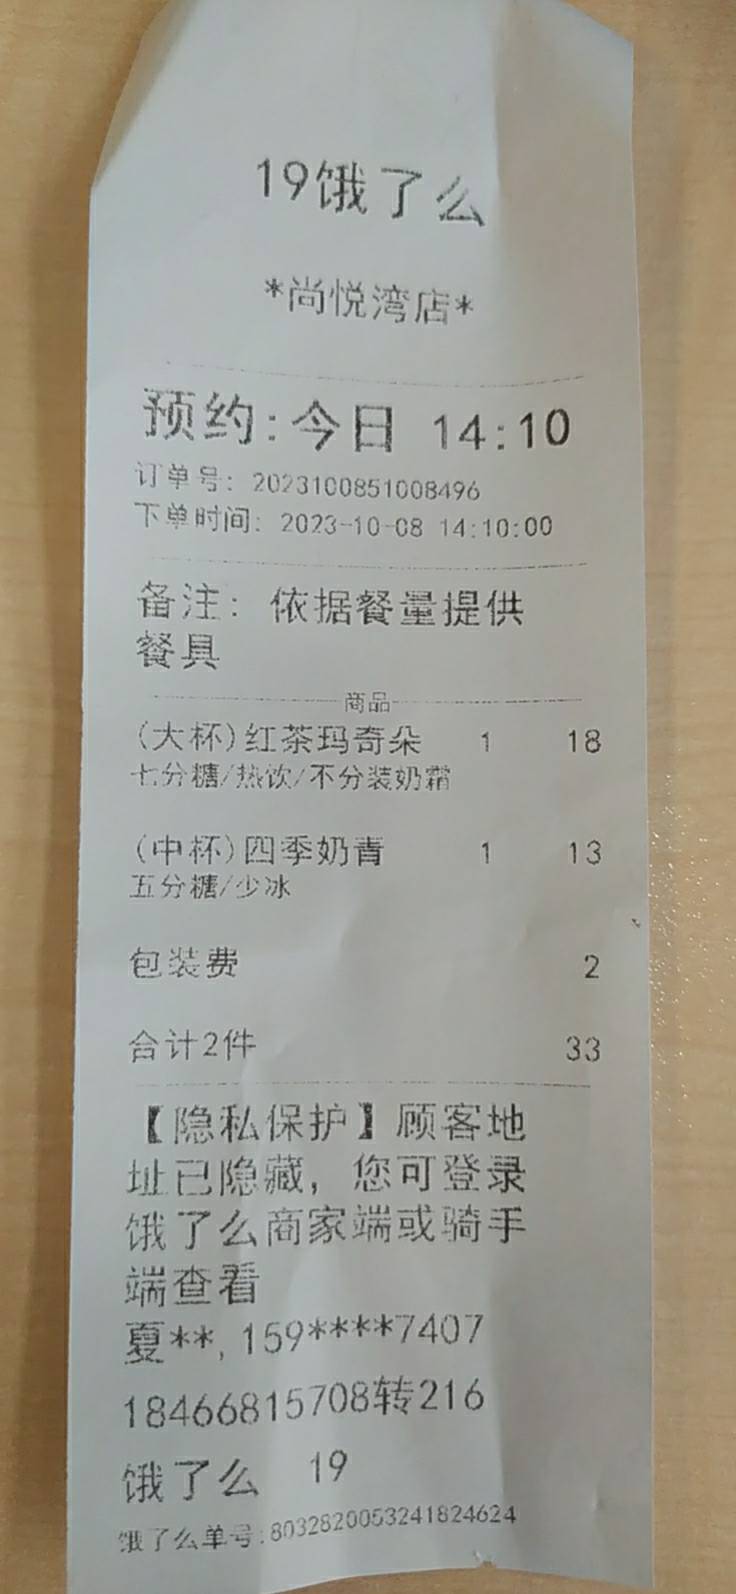 19饿了么
*尚悦湾店*
预约:今日 14:10
订单号: 2023100851008496
下单时间: 2023-10-08 14:10:00
备注: 依据餐量提供
餐具
商品
(大杯)红茶玛奇朵 1 18
七分糖/热饮/不分装奶霜
(中杯)四季奶青 1 13
五分糖/少冰
包装费 2
合计2件 33
【隐私保护】顾客地
址已隐藏,您可登录
饿了么商家端或骑手
端查看
夏**,159****7407
18466815708转216
饿了么 19
饿了么单号:8032820053241824624